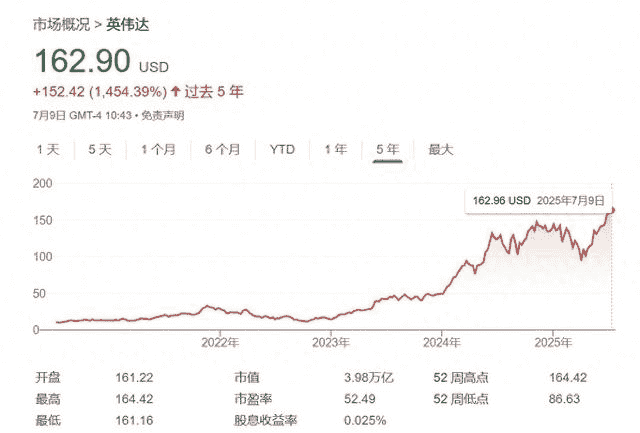 市场概况 > 英伟达
162.90 USD
+152.42 (1,454.39%) ↑ 过去 5 年
7月9日 GMT-4 10:43 • 免责声明
1 天 5 天 1 个月 6 个月 YTD 1 年 5 年 最大
200
162.96 USD 2025年7月9日
150
100
50
0
2022年 2023年 2024年 2025年
开盘 161.22 市值 3.98万亿 52 周高点 164.42
最高 164.42 市盈率 52.49 52 周低点 86.63
最低 161.16 股息收益率 0.025%